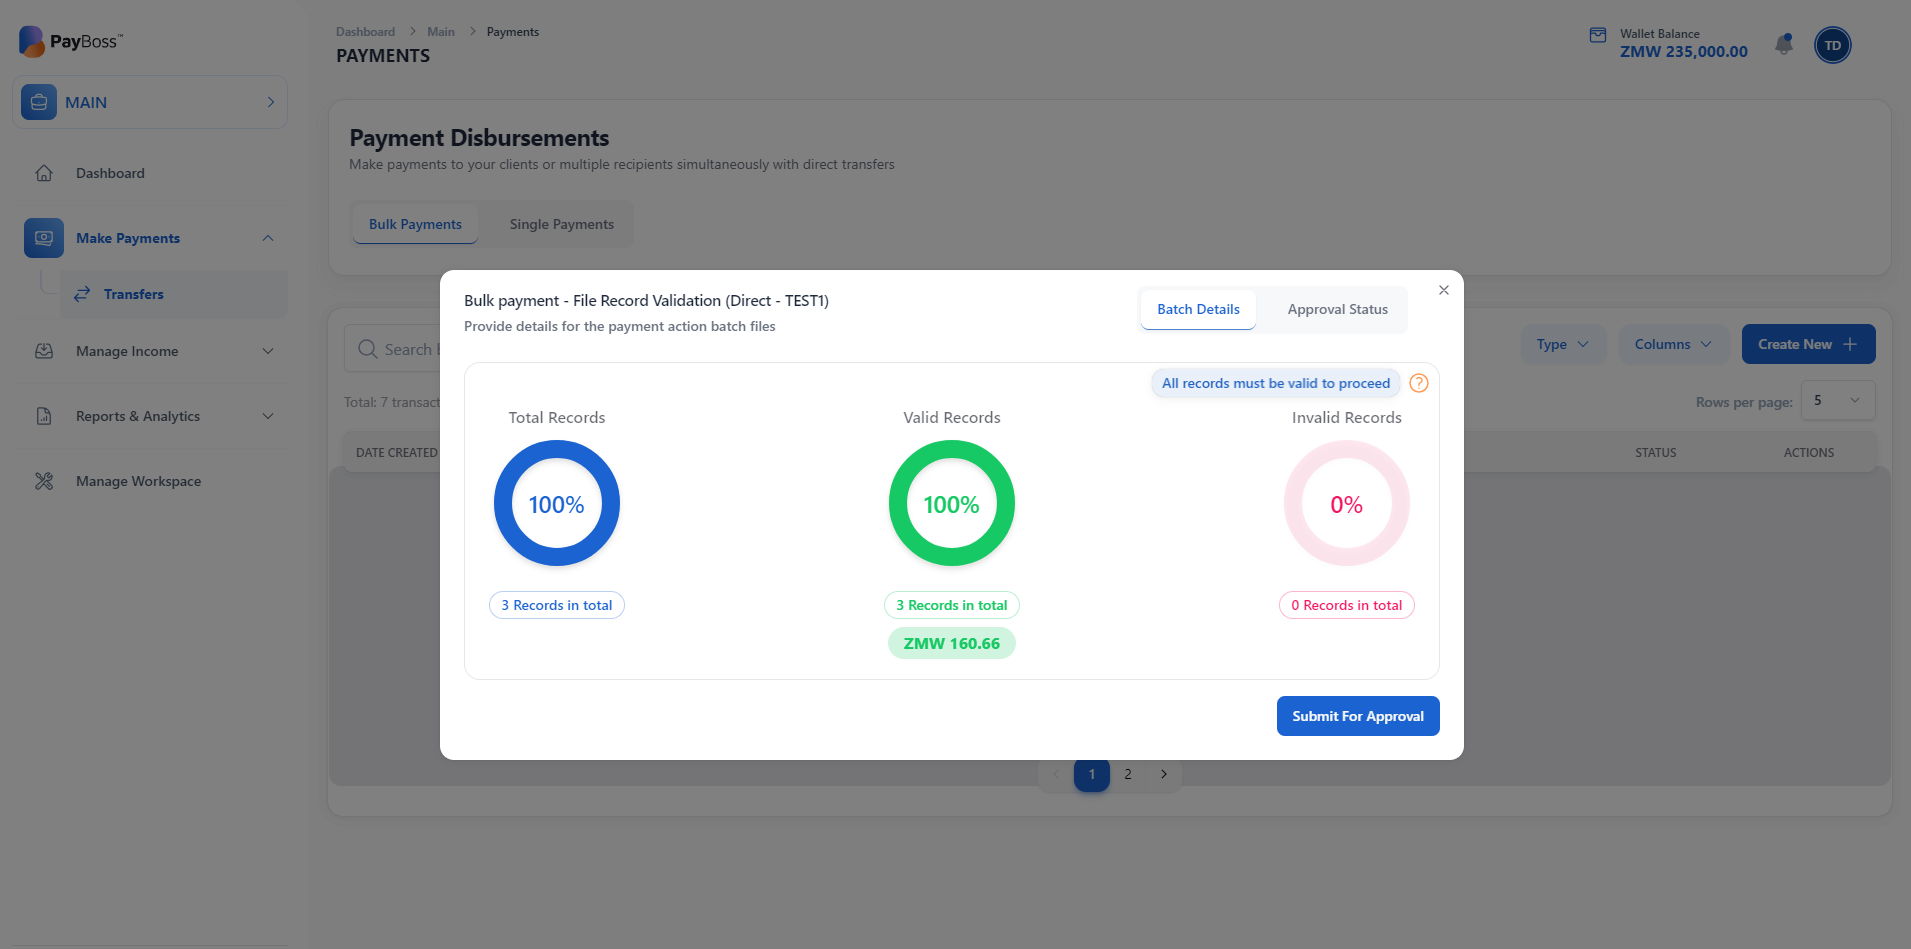 PayBoss™
MAIN
Dashboard
Make Payments
Transfers
Manage Income
Reports & Analytics
Manage Workspace
Dashboard > Main > Payments
PAYMENTS
Wallet Balance
ZMW 235,000.00
TD
Payment Disbursements
Make payments to your clients or multiple recipients simultaneously with direct transfers
Bulk Payments
Single Payments
Search
Type
Columns
Create New
Total: 7
Rows per page:
5
DATE CREATED
STATUS
ACTIONS
Bulk payment - File Record Validation (Direct - TEST1)
Provide details for the payment action batch files
Batch Details
Approval Status
All records must be valid to proceed
?
Total Records
Valid Records
Invalid Records
100%
100%
0%
3 Records in total
3 Records in total
0 Records in total
ZMW 160.66
Submit For Approval
1
2